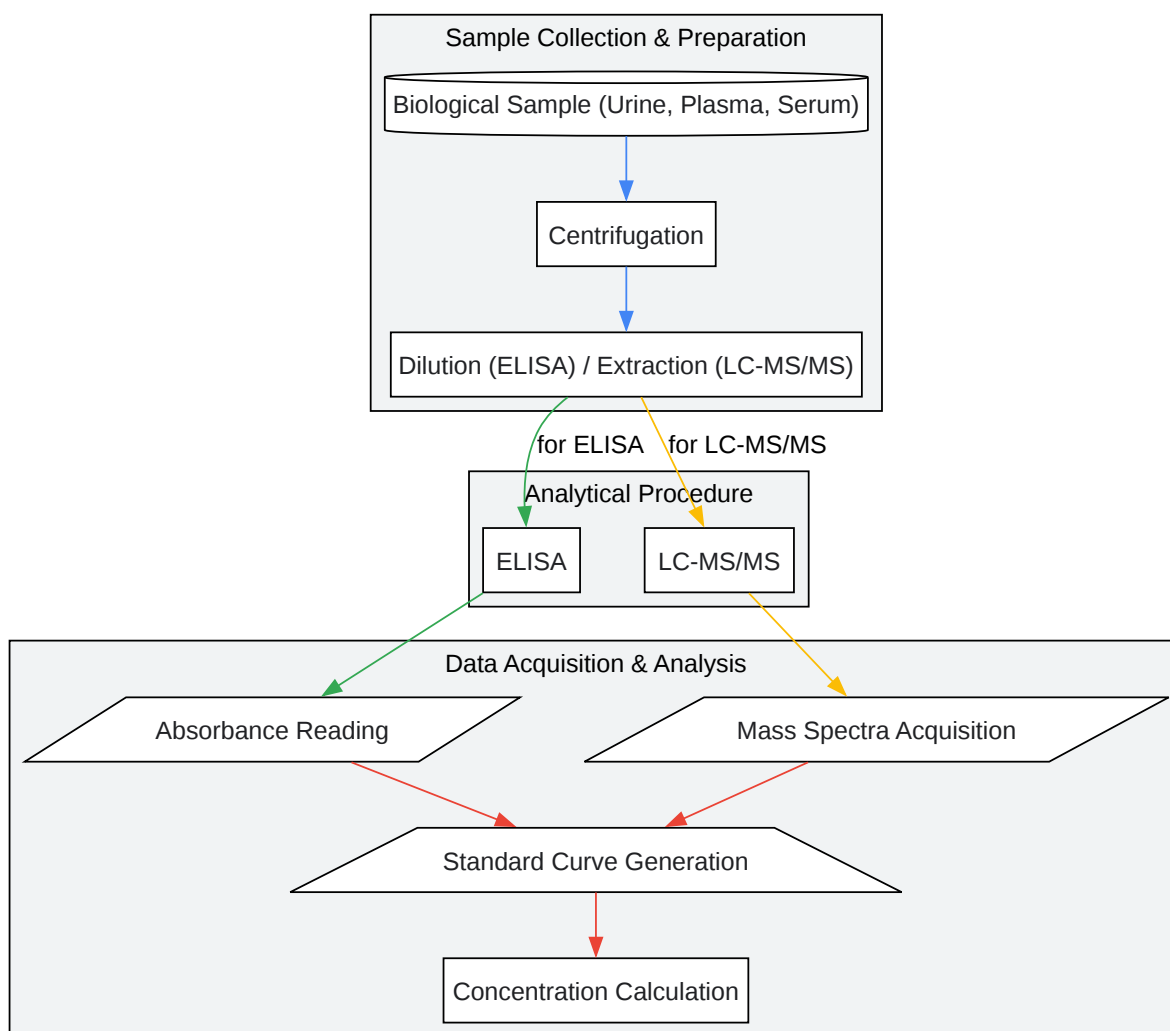 Sample Collection & Preparation
Biological Sample (Urine, Plasma, Serum)
Centrifugation
Dilution (ELISA) / Extraction (LC-MS/MS)
for ELISA
for LC-MS/MS
Analytical Procedure
ELISA
LC-MS/MS
Data Acquisition & Analysis
Absorbance Reading
Mass Spectra Acquisition
Standard Curve Generation
Concentration Calculation